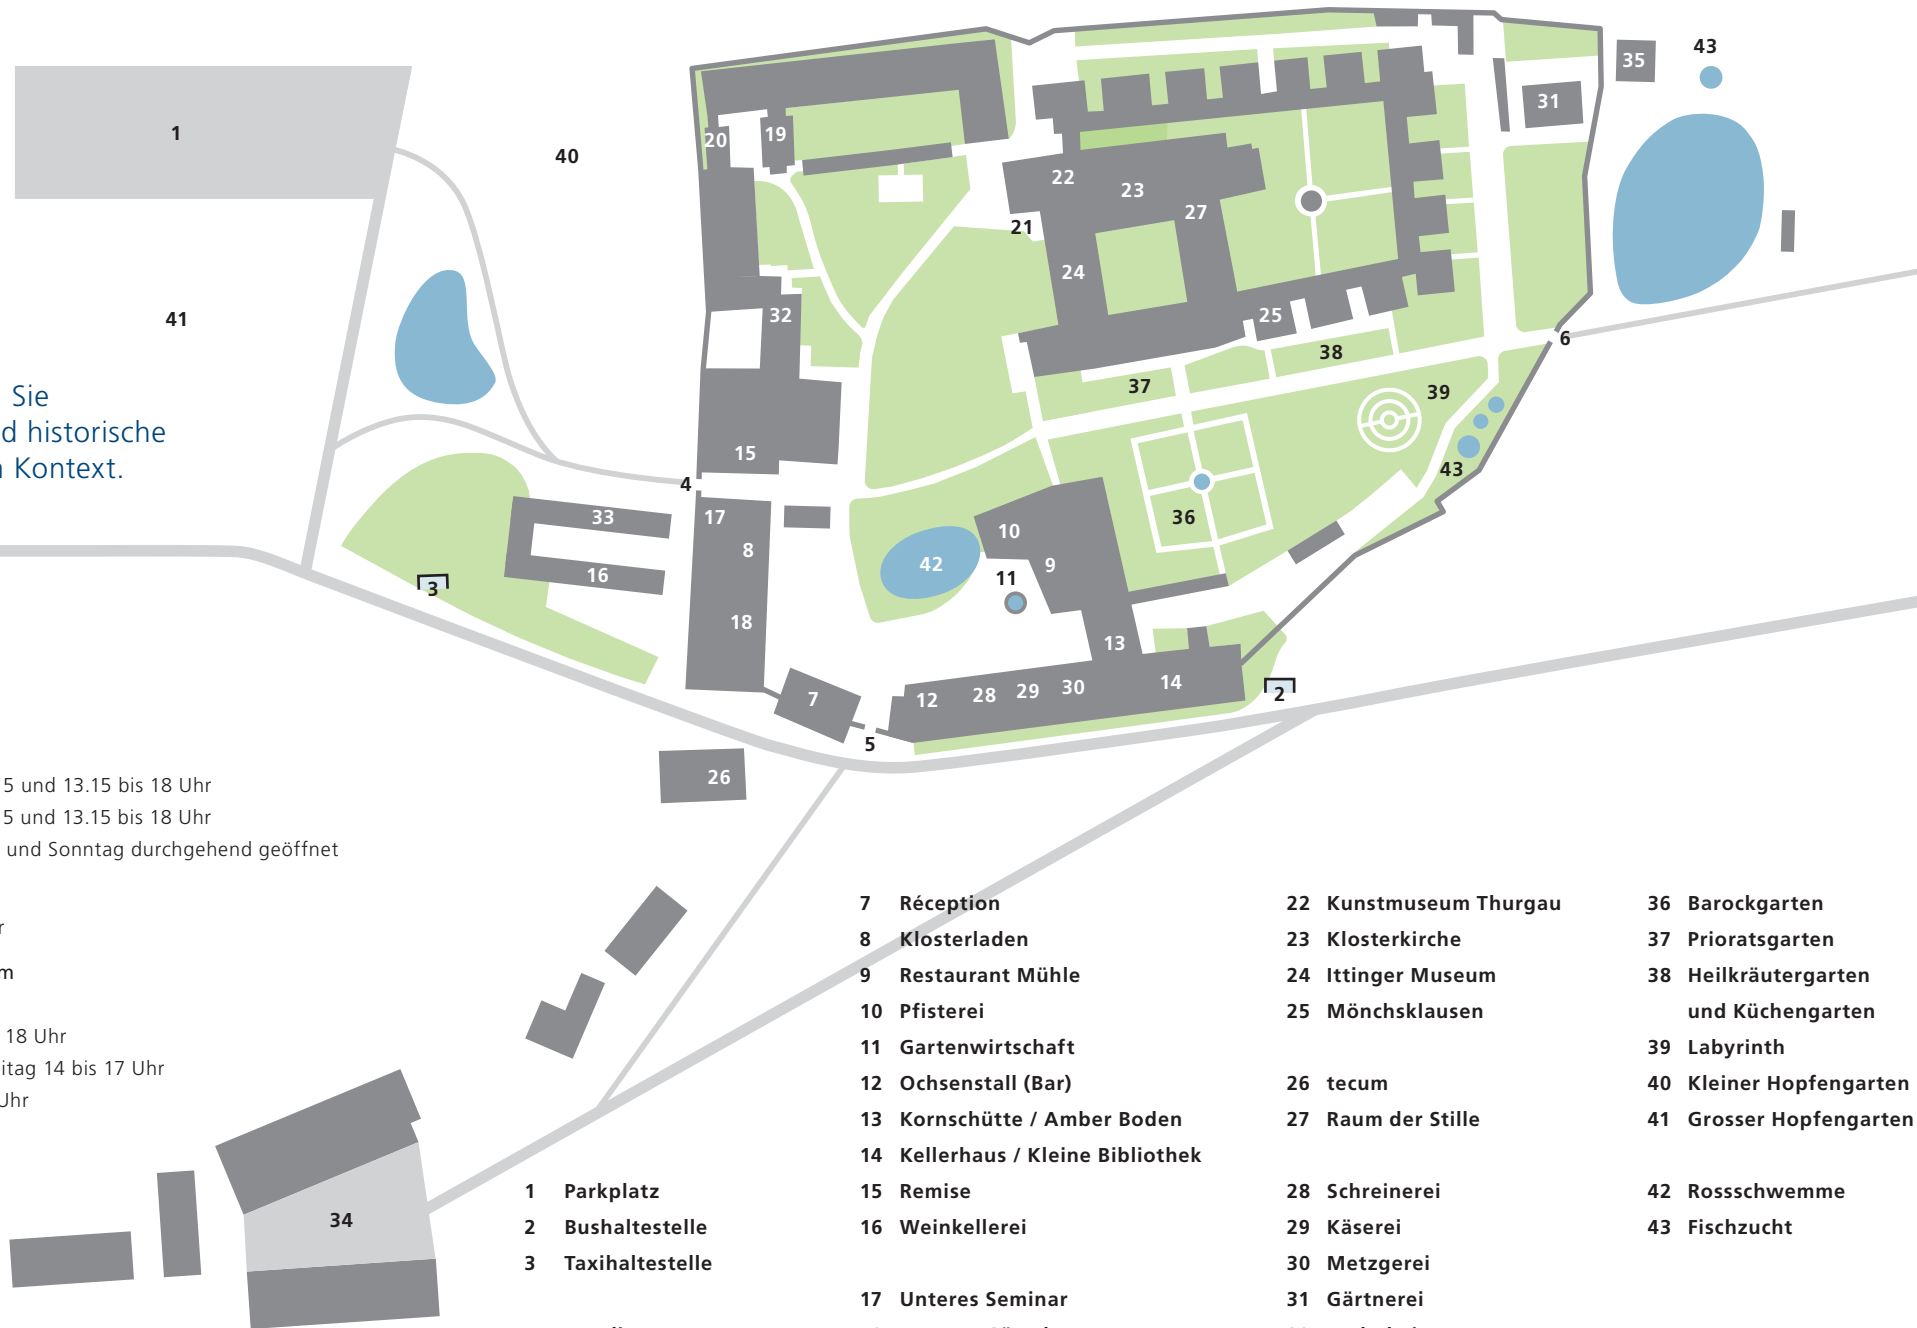 1
40
41
20
19
22
23
27
21
24
32
25
38
37
39
6
35
43
31
Sie
d historische
Kontext.
15
4
17
33
8
16
3
18
42
10
9
11
36
43
13
7
12
28
29
30
14
2
5
26
34
5 und 13.15 bis 18 Uhr
5 und 13.15 bis 18 Uhr
und Sonntag durchgehend geöffnet
m
18 Uhr
itag 14 bis 17 Uhr
Uhr
1 Parkplatz
2 Bushaltestelle
3 Taxihaltestelle
7 Réception
8 Klosterladen
9 Restaurant Mühle
10 Pfisterei
11 Gartenwirtschaft
12 Ochsenstall (Bar)
13 Kornschütte / Amber Boden
14 Kellerhaus / Kleine Bibliothek
15 Remise
16 Weinkellerei
17 Unteres Seminar
22 Kunstmuseum Thurgau
23 Klosterkirche
24 Ittinger Museum
25 Mönchsklausen
26 tecum
27 Raum der Stille
28 Schreinerei
29 Käserei
30 Metzgerei
31 Gärtnerei
36 Barockgarten
37 Prioratsgarten
38 Heilkräutergarten
und Küchengarten
39 Labyrinth
40 Kleiner Hopfengarten
41 Grosser Hopfengarten
42 Rossschwemme
43 Fischzucht